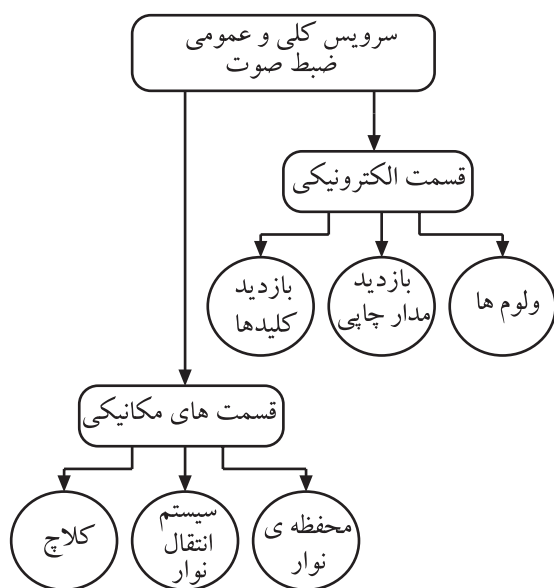 سرویس کلی و عمومی
ضبط صوت
قسمت الکترونیکی
ولوم ها
بازدید
مدار چاپی
بازدید
کلیدها
قسمت های مکانیکی
محفظه ی
نوار
سیستم
انتقال
نوار
کلاچ